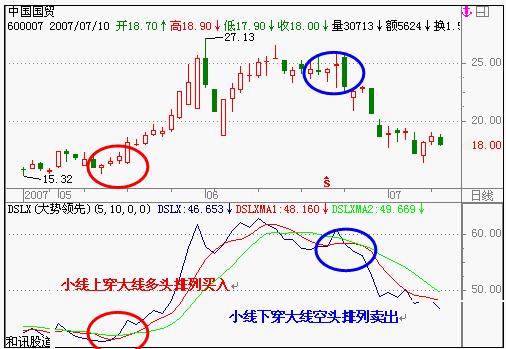 中国国贸
600007 2007/07/10 开18.70↑高18.90↓低17.90↓收18.00↓量30713↓额5624↓换1.5
27.13
25.00
20.00
18.00
15.32
S
2007 05 06 07 日线
DSLX(大势领先)(5,10,0,0) DSLX:46.653↓DSLXMA1:48.160↓DSLXMA2:49.669↓
60.00
小线上穿大线多头排列买入
50.00
小线下穿大线空头排列卖出
和讯股道